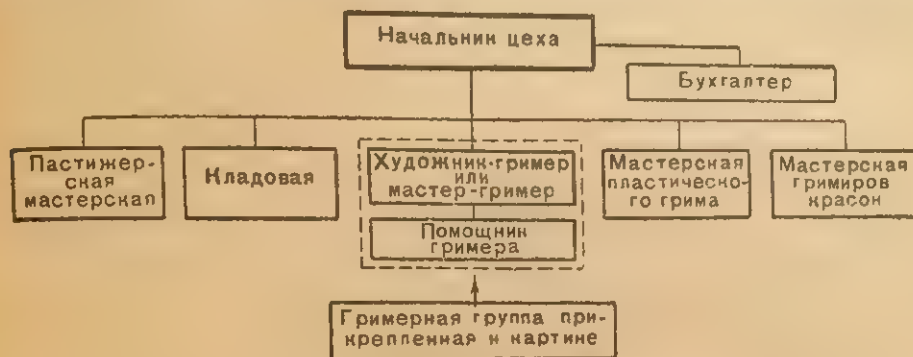 Начальник цеха
Бухгалтер
Пастижер-
ская
мастерская
Кладовая
Художник-гример
или
мастер-гример
Мастерская
пластическо-
го грима
Мастерская
гримиров
красок
Помощник
гримера
Гримерная группа при-
крепленная к картине